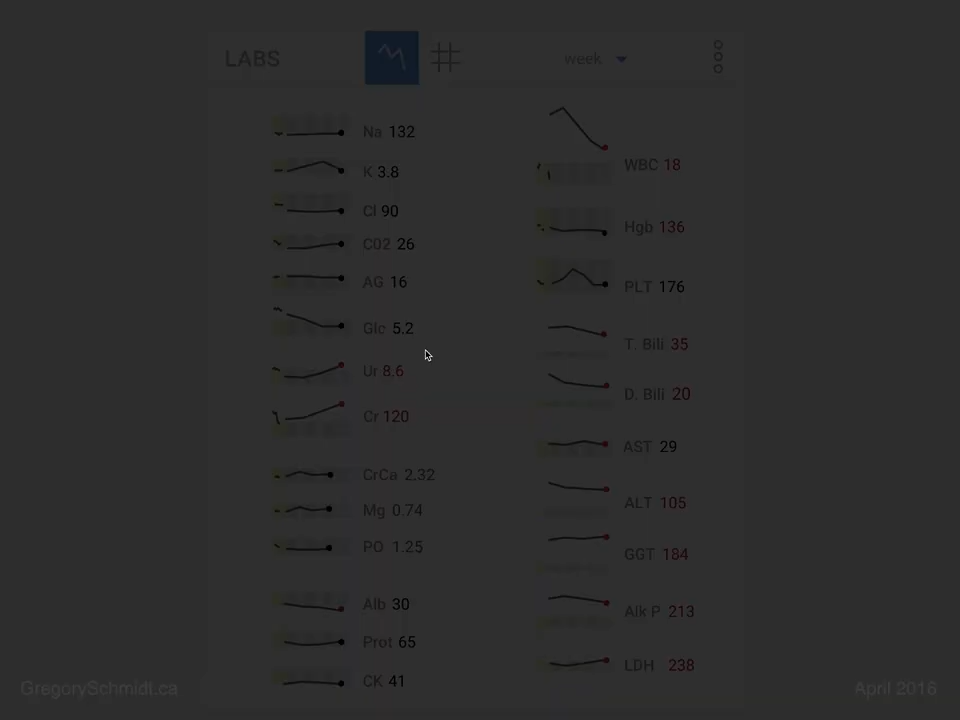 LABS
week
Na 132
K 3.8
Cl 90
C02 26
AG 16
Glc 5.2
Ur 8.6
Cr 120
CrCa 2.32
Mg 0.74
PO 1.25
Alb 30
Prot 65
CK 41
WBC 18
Hgb 136
PLT 176
T. Bili 35
D. Bili 20
AST 29
ALT 105
GGT 184
Alk P 213
LDH 238
GregorySchmidt.ca
April 2016